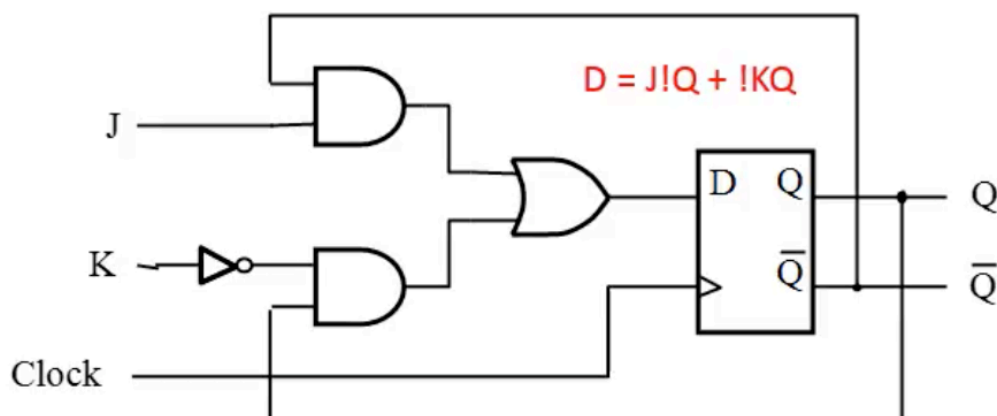 D = J!Q + !KQ
J
D Q
Q
K
Q̅
Q̅
Clock